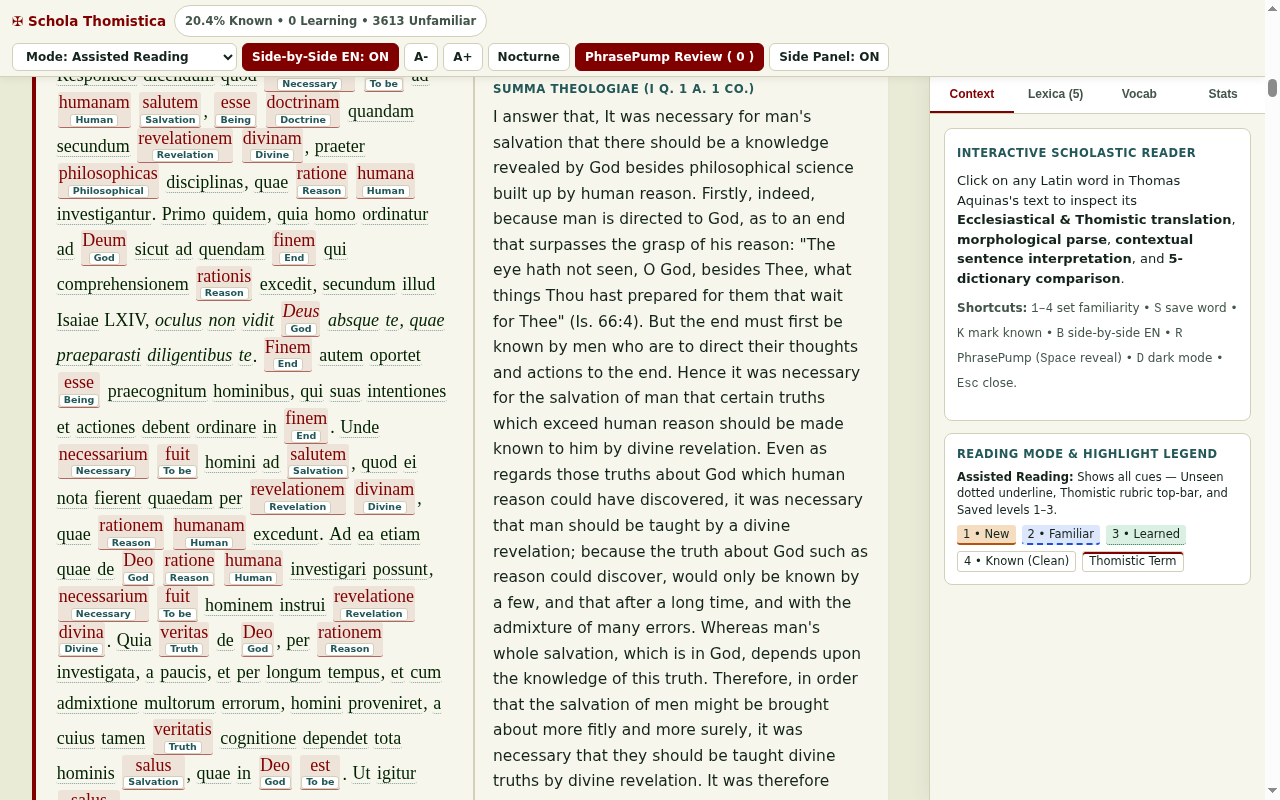 ✠ Schola Thomistica
20.4% Known • 0 Learning • 3613 Unfamiliar
Mode: Assisted Reading
Side-by-Side EN: ON
A-
A+
Nocturne
PhrasePump Review ( 0 )
Side Panel: ON
Respondeo dicendum quod
Necessary
To be
ad
humanam salutem, esse doctrinam quandam
Human Salvation Being Doctrine
secundum revelationem divinam, praeter
Revelation Divine
philosophicas disciplinas, quae ratione humana
Philosophical Reason Human
investigantur. Primo quidem, quia homo ordinatur
ad Deum sicut ad quendam finem qui
God End
comprehensionem rationis excedit, secundum illud
Reason
Isaiae LXIV, oculus non vidit Deus absque te, quae
God
praeparasti diligentibus te. Finem autem oportet
End
esse praecognitum hominibus, qui suas intentiones
Being
et actiones debent ordinare in finem. Unde
End
necessarium fuit homini ad salutem, quod ei
Necessary To be Salvation
nota fierent quaedam per revelationem divinam,
Revelation Divine
quae rationem humanam excedunt. Ad ea etiam
Reason Human
quae de Deo ratione humana investigari possunt,
God Reason Human
necessarium fuit hominem instrui revelatione
Necessary To be Revelation
divina. Quia veritas de Deo, per rationem
Divine Truth God Reason
investigata, a paucis, et per longum tempus, et cum
admixtione multorum errorum, homini proveniret, a
cuius tamen veritatis cognitione dependet tota
Truth
hominis salus, quae in Deo est. Ut igitur
Salvation God To be
salus
SUMMA THEOLOGIAE (I Q. 1 A. 1 CO.)
I answer that, It was necessary for man's
salvation that there should be a knowledge
revealed by God besides philosophical science
built up by human reason. Firstly, indeed,
because man is directed to God, as to an end
that surpasses the grasp of his reason: "The
eye hath not seen, O God, besides Thee, what
things Thou hast prepared for them that wait
for Thee" (Is. 66:4). But the end must first be
known by men who are to direct their thoughts
and actions to the end. Hence it was necessary
for the salvation of man that certain truths
which exceed human reason should be made
known to him by divine revelation. Even as
regards those truths about God which human
reason could have discovered, it was necessary
that man should be taught by a divine
revelation; because the truth about God such as
reason could discover, would only be known by
a few, and that after a long time, and with the
admixture of many errors. Whereas man's
whole salvation, which is in God, depends upon
the knowledge of this truth. Therefore, in order
that the salvation of men might be brought
about more fitly and more surely, it was
necessary that they should be taught divine
truths by divine revelation. It was therefore
Context
Lexica (5)
Vocab
Stats
INTERACTIVE SCHOLASTIC READER
Click on any Latin word in Thomas
Aquinas's text to inspect its
Ecclesiastical & Thomistic translation,
morphological parse, contextual
sentence interpretation, and 5-
dictionary comparison.
Shortcuts: 1–4 set familiarity • S save word •
K mark known • B side-by-side EN • R
PhrasePump (Space reveal) • D dark mode •
Esc close.
READING MODE & HIGHLIGHT LEGEND
Assisted Reading: Shows all cues — Unseen
dotted underline, Thomistic rubric top-bar, and
Saved levels 1–3.
1 • New
2 • Familiar
3 • Learned
4 • Known (Clean)
Thomistic Term